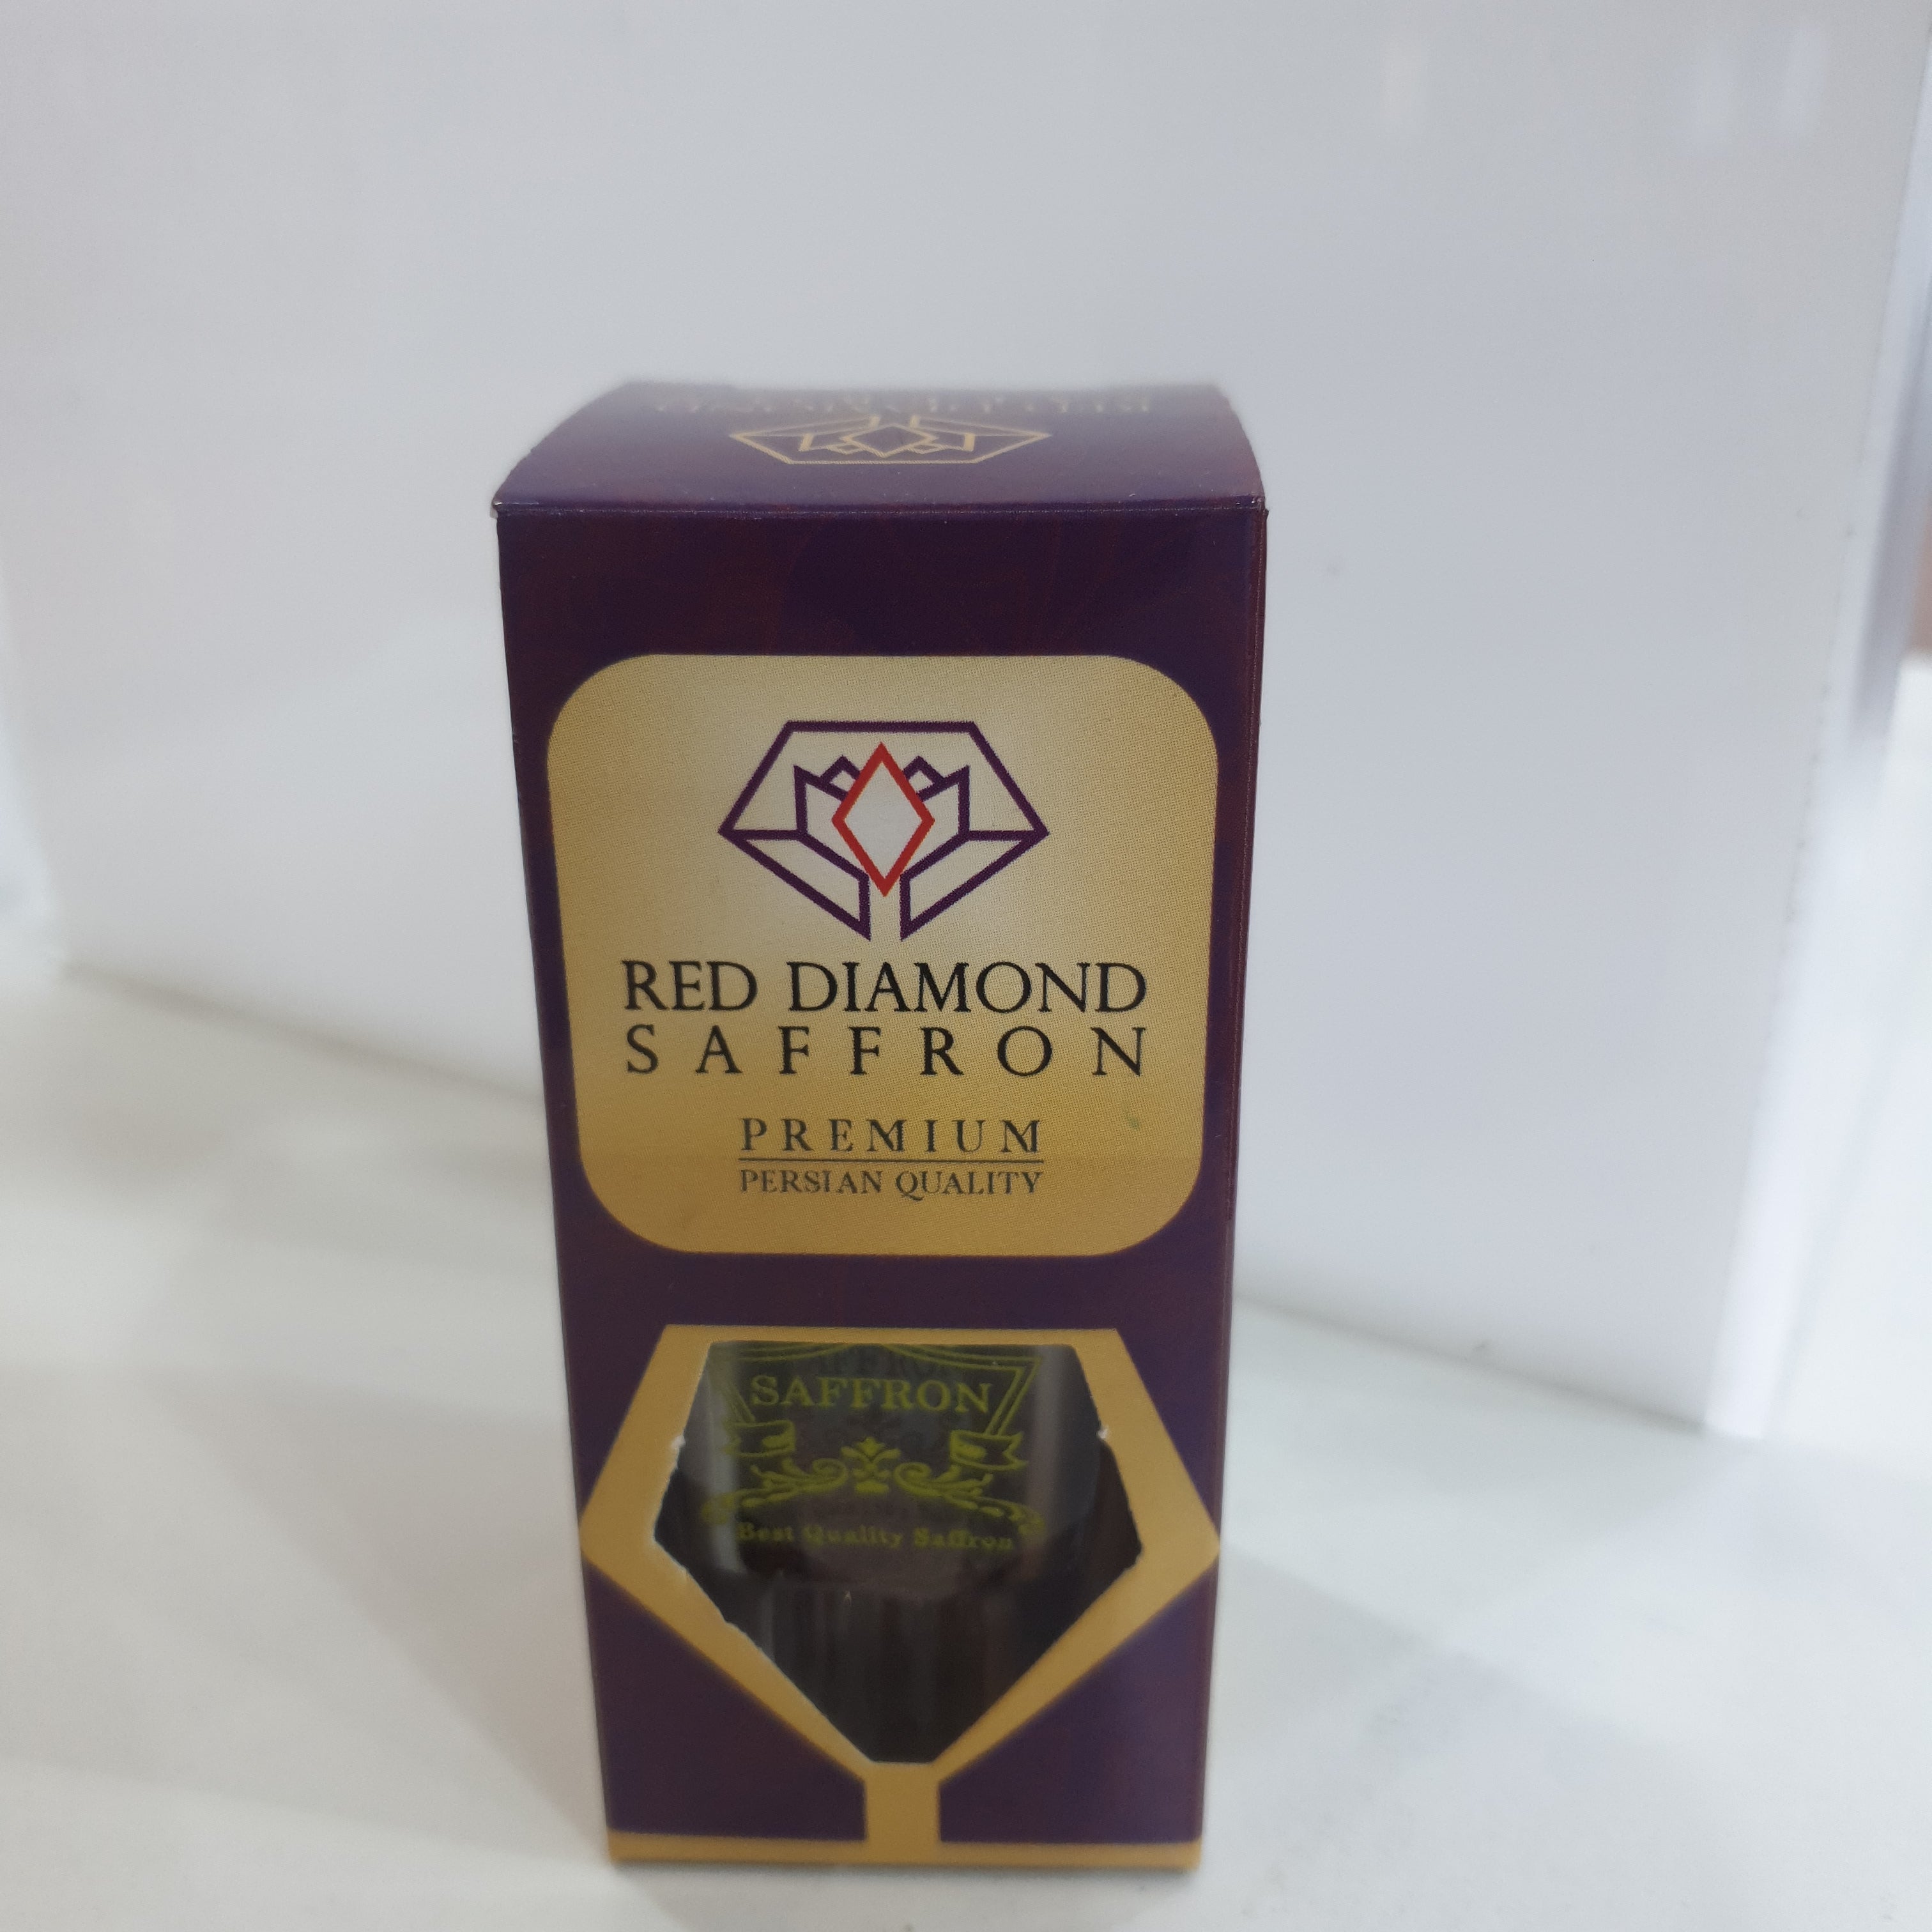 RED DIAMOND
SAFFRON
PREMIUM
PERSIAN QUALITY
SAFFRON
Best Quality Saffron